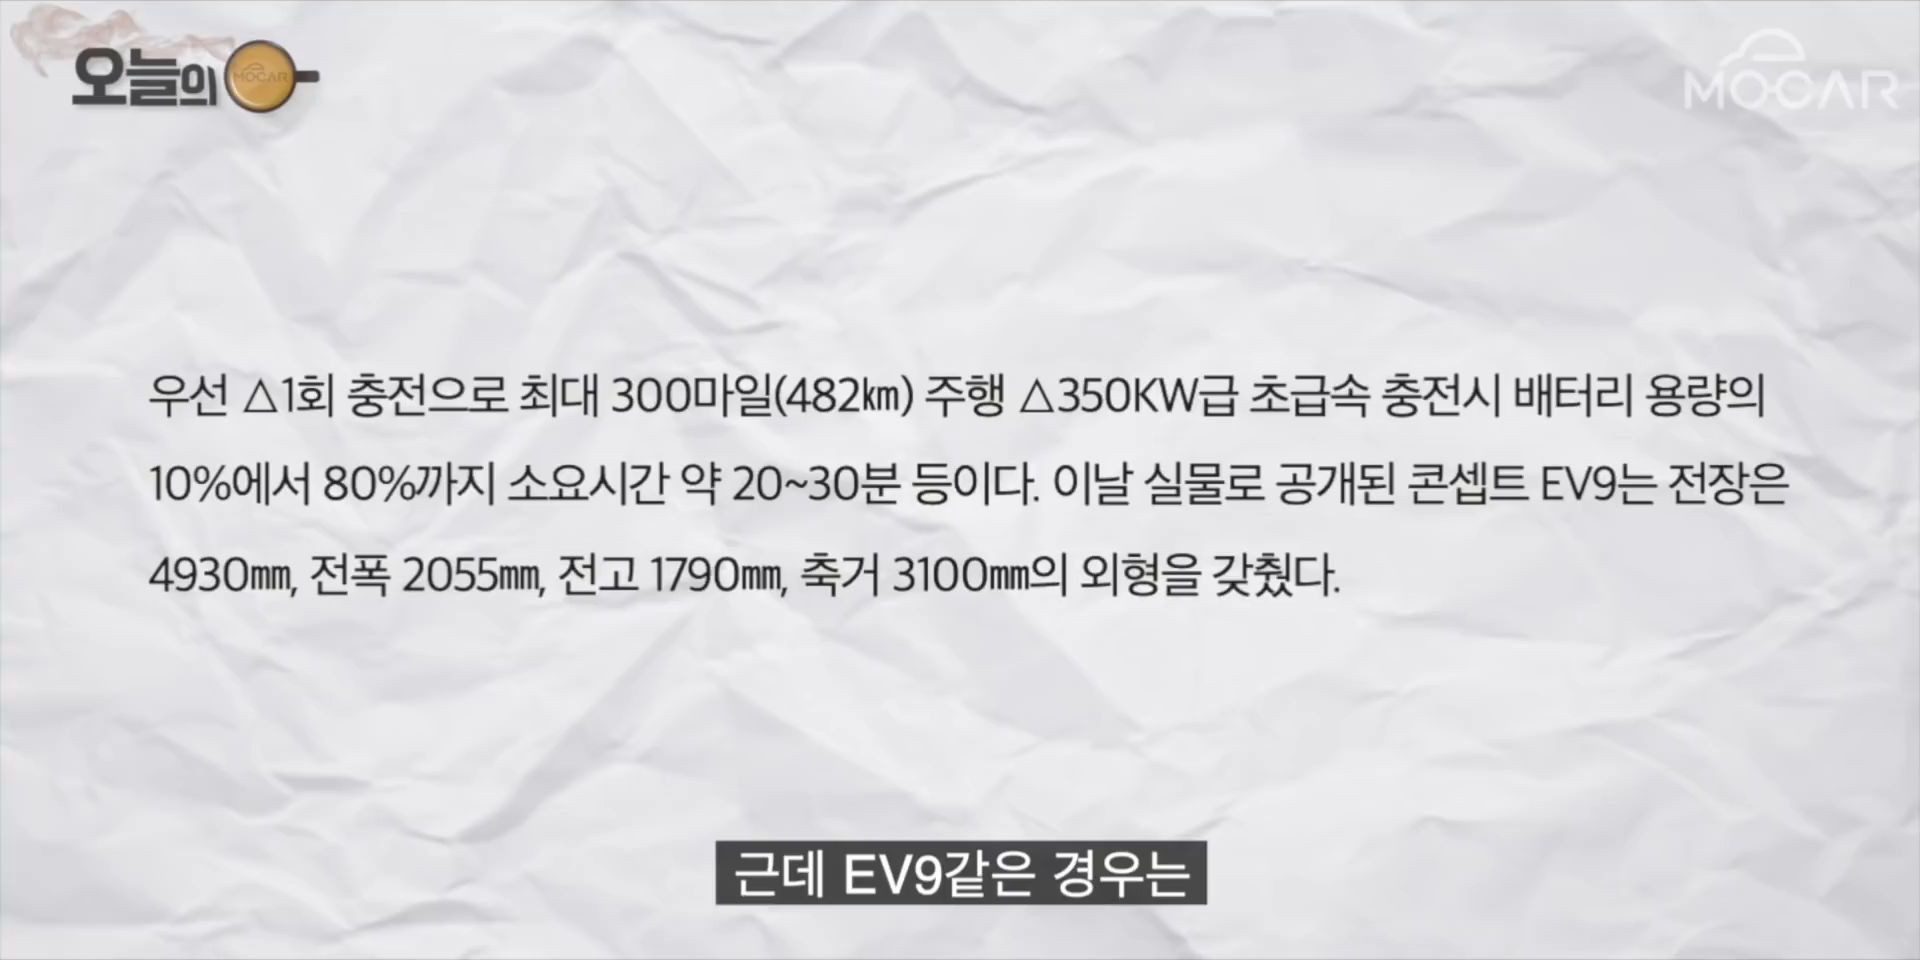 오늘의
MOCAR
MOCAR
우선 △1회 충전으로 최대 300마일(482㎞) 주행 △350KW급 초급속 충전시 배터리 용량의
10%에서 80%까지 소요시간 약 20~30분 등이다. 이날 실물로 공개된 콘셉트 EV9는 전장은
4930㎜, 전폭 2055㎜, 전고 1790㎜, 축거 3100㎜의 외형을 갖췄다.
근데 EV9같은 경우는